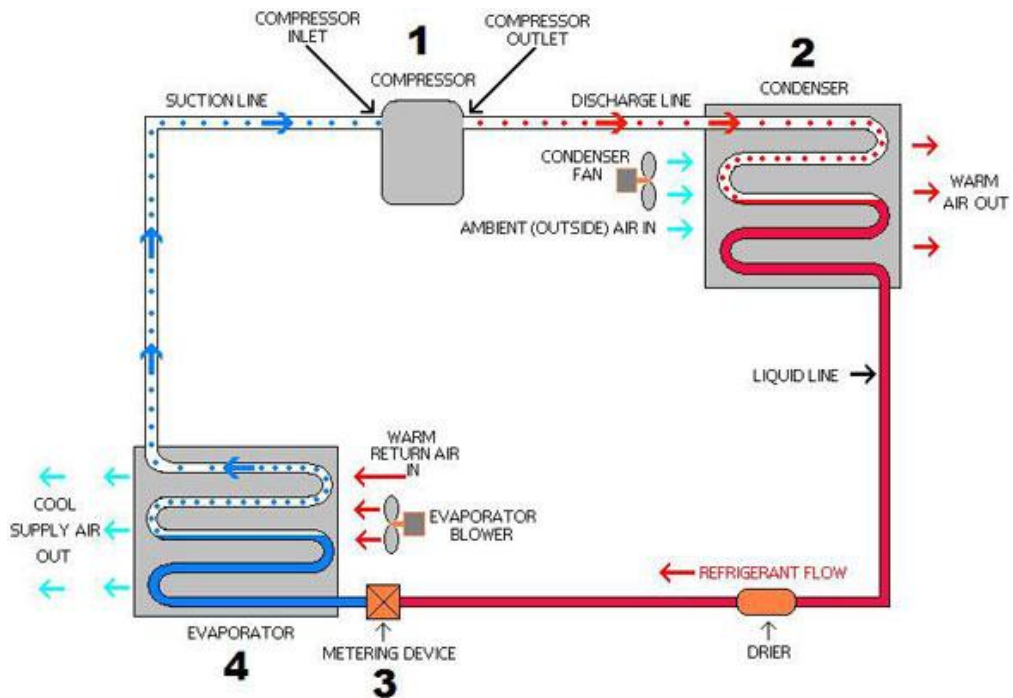 COMPRESSOR
INLET
1
COMPRESSOR
OUTLET
2
COMPRESSOR
CONDENSER
SUCTION LINE
DISCHARGE LINE
CONDENSER
FAN
WARM
AIR OUT
AMBIENT (OUTSIDE) AIR IN
LIQUID LINE
WARM
RETURN AIR
IN
COOL
SUPPLY AIR
OUT
EVAPORATOR
BLOWER
REFRIGERANT FLOW
EVAPORATOR
4
METERING DEVICE
3
DRIER